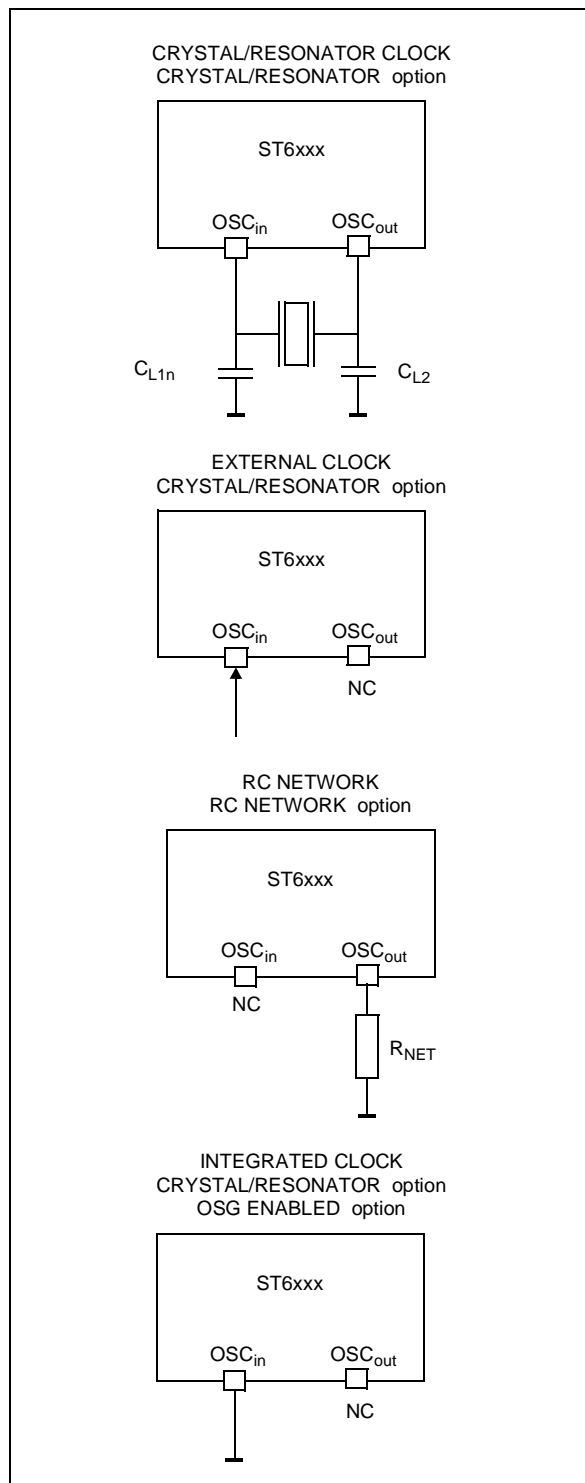 CRYSTAL/RESONATOR CLOCK
CRYSTAL/RESONATOR option
ST6xxx
OSCin OSCout
CL1n CL2
EXTERNAL CLOCK
CRYSTAL/RESONATOR option
ST6xxx
OSCin OSCout
NC
RC NETWORK
RC NETWORK option
ST6xxx
OSCin OSCout
NC
RNET
INTEGRATED CLOCK
CRYSTAL/RESONATOR option
OSG ENABLED option
ST6xxx
OSCin OSCout
NC